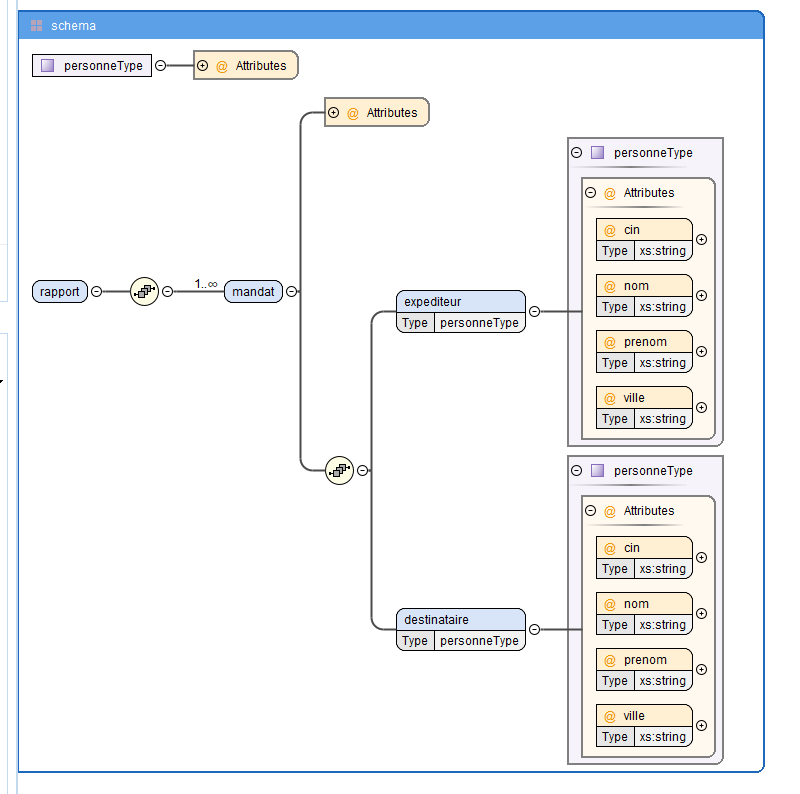 schema
personneType
@ Attributes
@ Attributes
personneType
@ Attributes
@ cin
Type xs:string
@ nom
Type xs:string
rapport
1..∞
mandat
expediteur
Type personneType
@ prenom
Type xs:string
@ ville
Type xs:string
personneType
@ Attributes
@ cin
Type xs:string
@ nom
Type xs:string
destinataire
Type personneType
@ prenom
Type xs:string
@ ville
Type xs:string